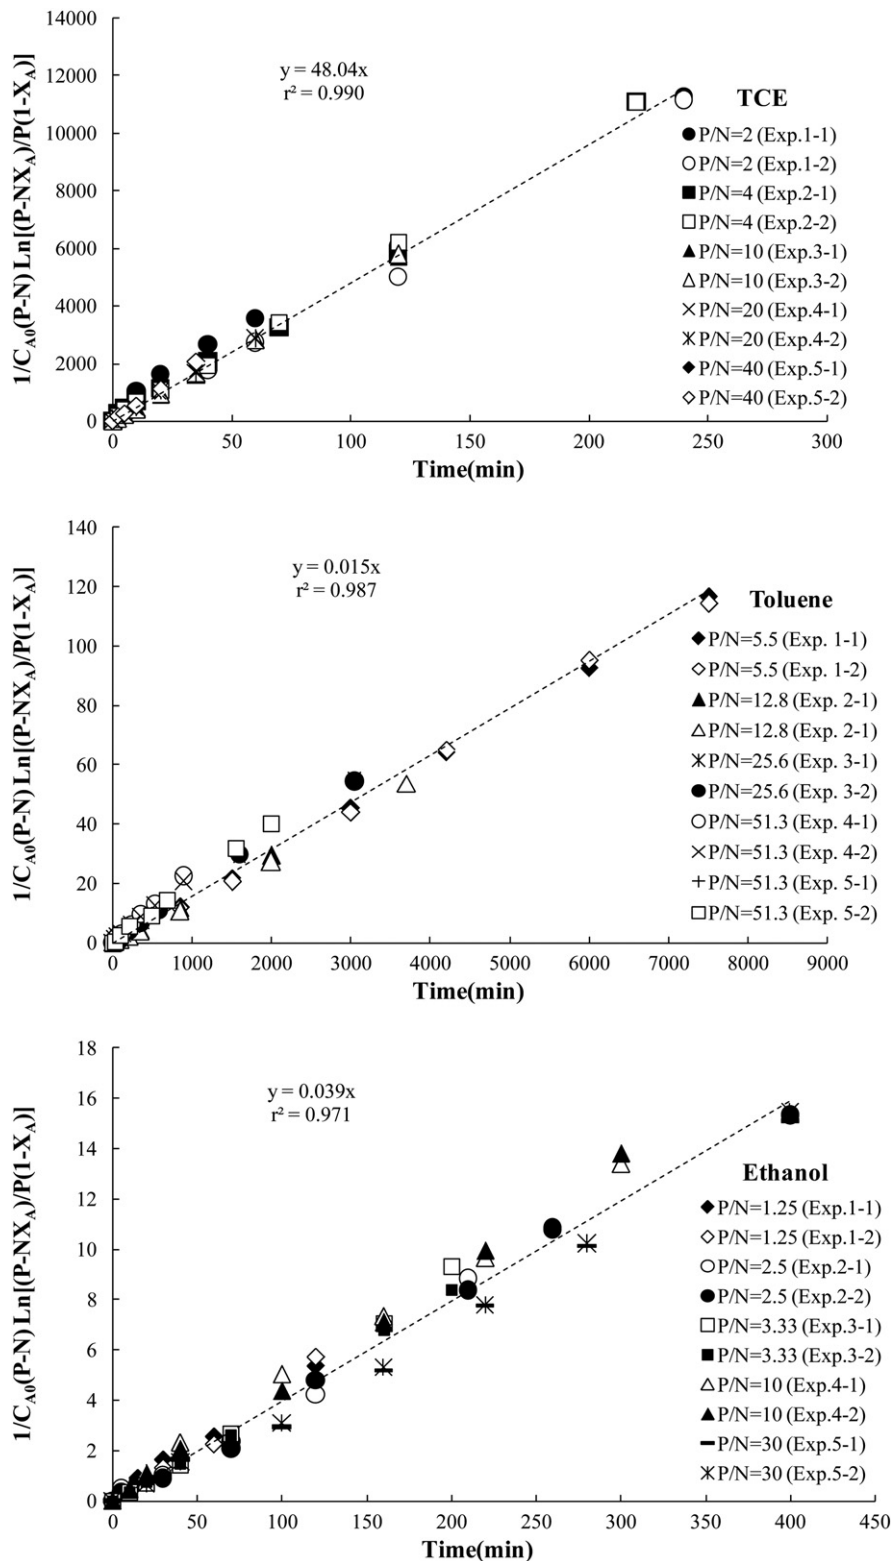 1/C_A0(P-N) Ln[(P-NX_A)/P(1-X_A)]
14000
12000
10000
8000
6000
4000
2000
0
y = 48.04x
r² = 0.990
TCE
P/N=2 (Exp.1-1)
P/N=2 (Exp.1-2)
P/N=4 (Exp.2-1)
P/N=4 (Exp.2-2)
P/N=10 (Exp.3-1)
P/N=10 (Exp.3-2)
P/N=20 (Exp.4-1)
P/N=20 (Exp.4-2)
P/N=40 (Exp.5-1)
P/N=40 (Exp.5-2)
0 50 100 150 200 250 300
Time(min)
1/C_A0(P-N) Ln[(P-NX_A)/P(1-X_A)]
140
120
100
80
60
40
20
0
y = 0.015x
r² = 0.987
Toluene
P/N=5.5 (Exp. 1-1)
P/N=5.5 (Exp. 1-2)
P/N=12.8 (Exp. 2-1)
P/N=12.8 (Exp. 2-1)
P/N=25.6 (Exp. 3-1)
P/N=25.6 (Exp. 3-2)
P/N=51.3 (Exp. 4-1)
P/N=51.3 (Exp. 4-2)
P/N=51.3 (Exp. 5-1)
P/N=51.3 (Exp. 5-2)
0 1000 2000 3000 4000 5000 6000 7000 8000 9000
Time(min)
1/C_A0(P-N) Ln[(P-NX_A)/P(1-X_A)]
18
16
14
12
10
8
6
4
2
0
y = 0.039x
r² = 0.971
Ethanol
P/N=1.25 (Exp.1-1)
P/N=1.25 (Exp.1-2)
P/N=2.5 (Exp.2-1)
P/N=2.5 (Exp.2-2)
P/N=3.33 (Exp.3-1)
P/N=3.33 (Exp.3-2)
P/N=10 (Exp.4-1)
P/N=10 (Exp.4-2)
P/N=30 (Exp.5-1)
P/N=30 (Exp.5-2)
0 50 100 150 200 250 300 350 400 450
Time(min)